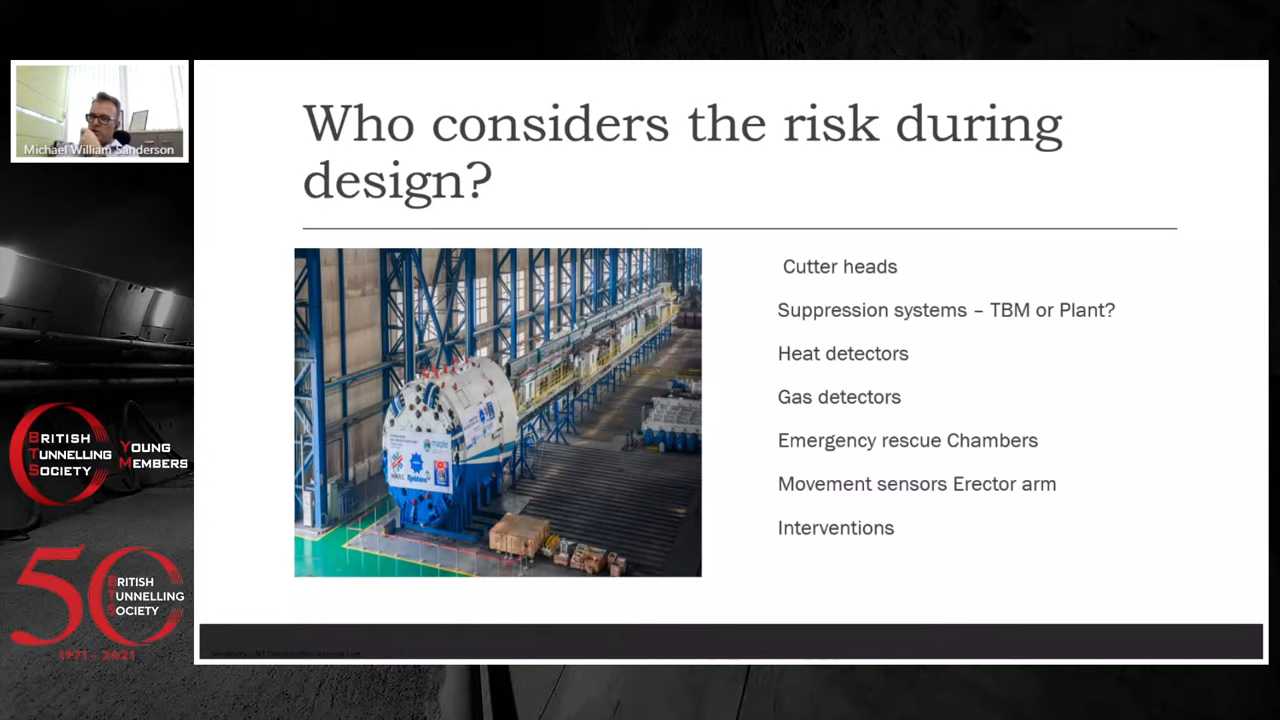 Michael William Sanderson
Who considers the risk during
design?
Cutter heads
Suppression systems – TBM or Plant?
Heat detectors
Gas detectors
Emergency rescue Chambers
Movement sensors Erector arm
Interventions
BRITISH
TUNNELLING
SOCIETY
YOUNG
MEMBERS
50
BRITISH
TUNNELLING
SOCIETY
1971 - 2021